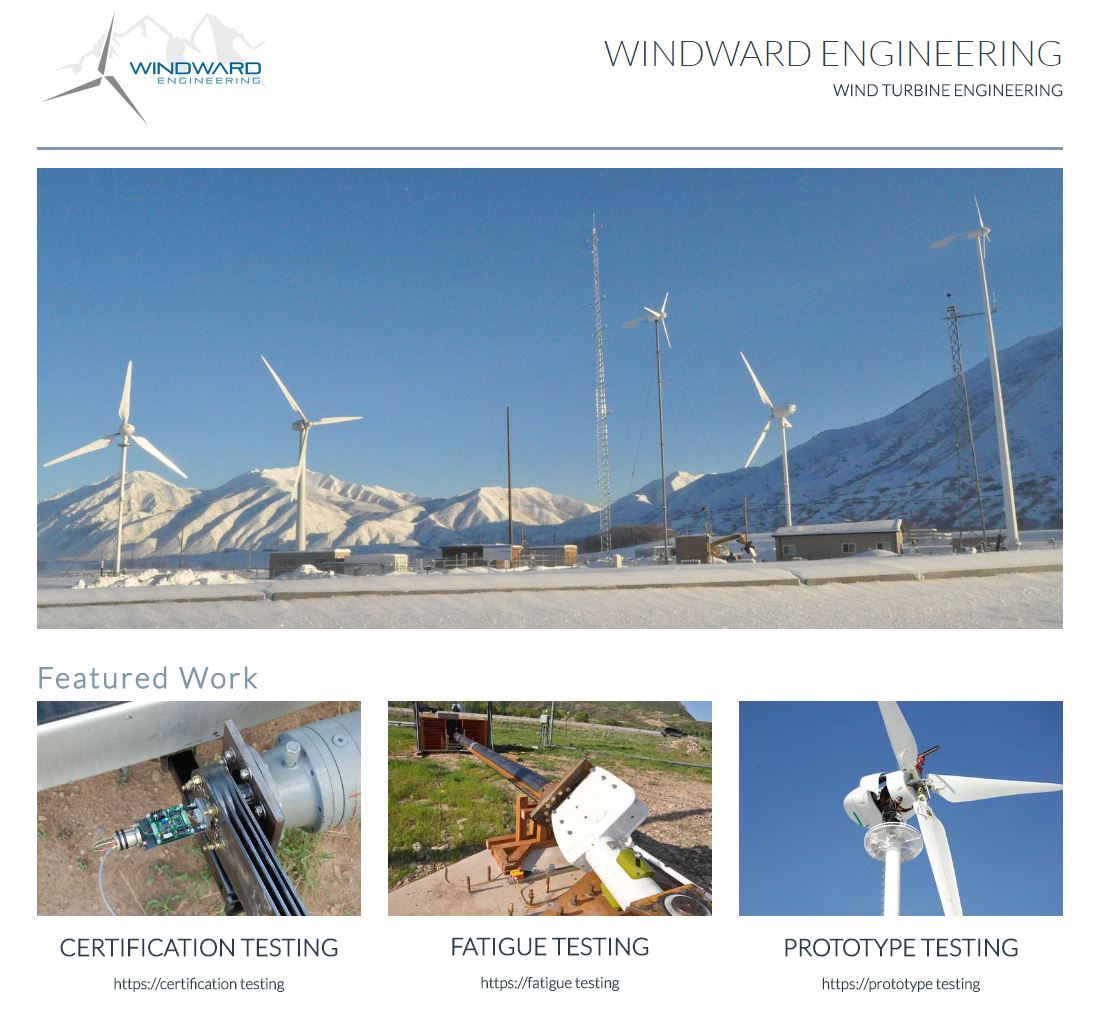 WINDWARD
ENGINEERING
WINDWARD ENGINEERING
WIND TURBINE ENGINEERING
Featured Work
CERTIFICATION TESTING
FATIGUE TESTING
PROTOTYPE TESTING
https://certification testing
https://fatigue testing
https://prototype testing